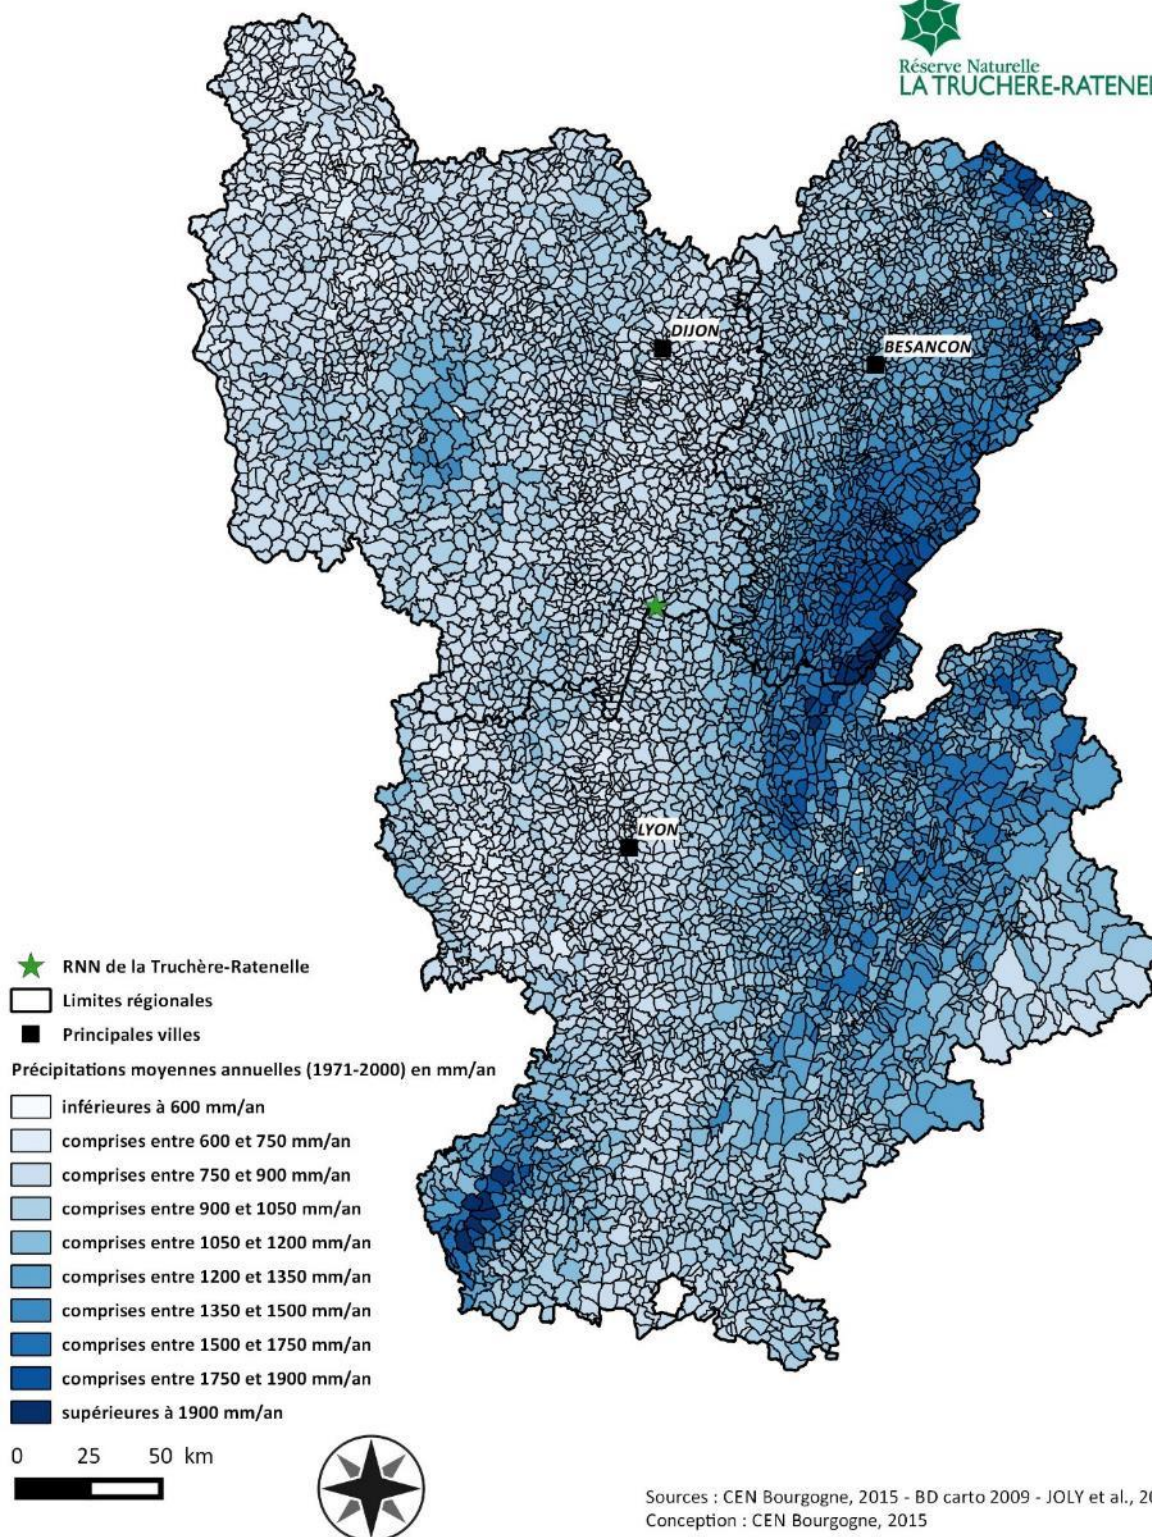 Réserve Naturelle
LA TRUCHÈRE-RATENEL
DIJON
BESANCON
LYON
RNN de la Truchère-Ratenelle
Limites régionales
Principales villes
Précipitations moyennes annuelles (1971-2000) en mm/an
inférieures à 600 mm/an
comprises entre 600 et 750 mm/an
comprises entre 750 et 900 mm/an
comprises entre 900 et 1050 mm/an
comprises entre 1050 et 1200 mm/an
comprises entre 1200 et 1350 mm/an
comprises entre 1350 et 1500 mm/an
comprises entre 1500 et 1750 mm/an
comprises entre 1750 et 1900 mm/an
supérieures à 1900 mm/an
0 25 50 km
Sources : CEN Bourgogne, 2015 - BD carto 2009 - JOLY et al.,
Conception : CEN Bourgogne, 2015